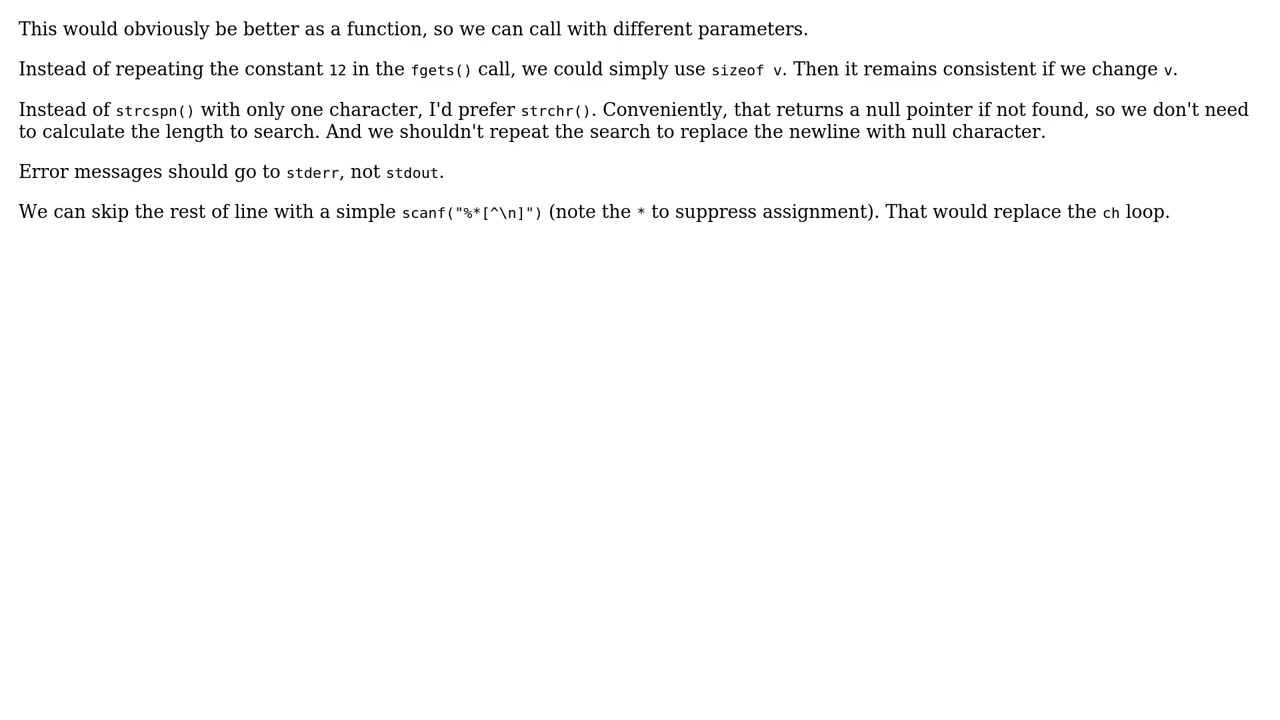 This would obviously be better as a function, so we can call with different parameters.
Instead of repeating the constant 12 in the fgets() call, we could simply use sizeof v. Then it remains consistent if we change v.
Instead of strcspn() with only one character, I'd prefer strchr(). Conveniently, that returns a null pointer if not found, so we don't need
to calculate the length to search. And we shouldn't repeat the search to replace the newline with null character.
Error messages should go to stderr, not stdout.
We can skip the rest of line with a simple scanf("%*[^\n]") (note the * to suppress assignment). That would replace the ch loop.